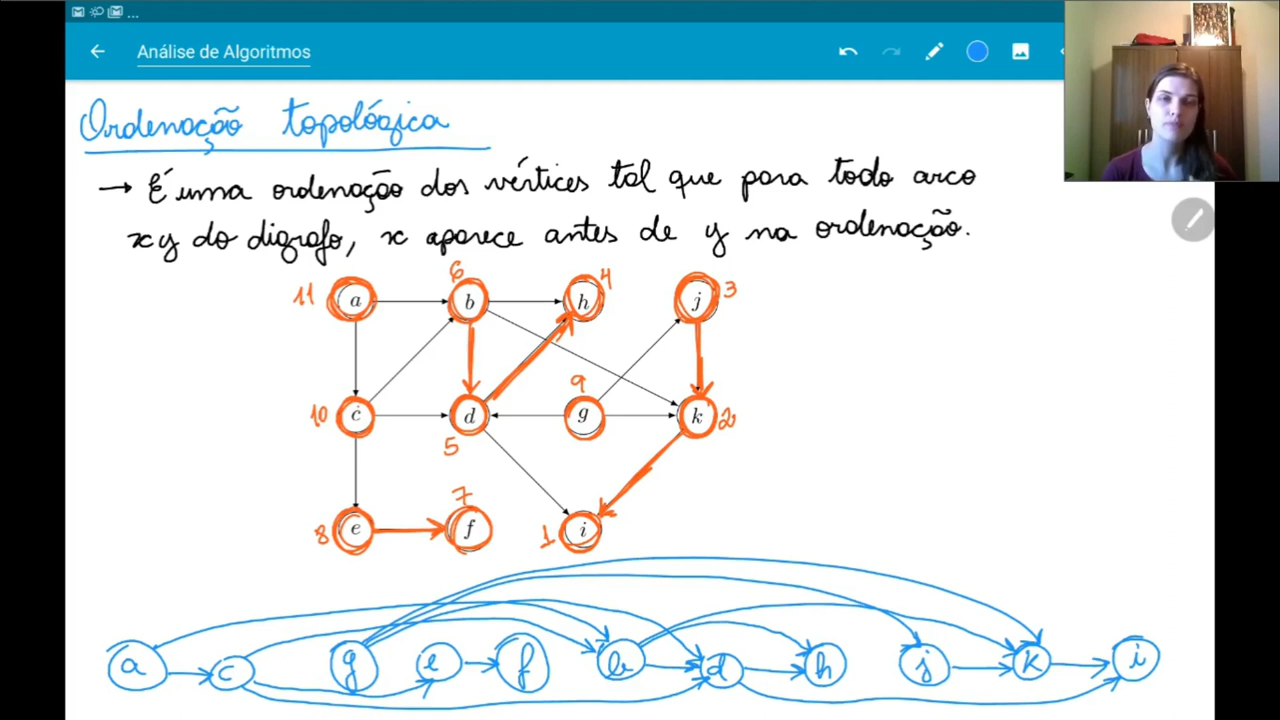 ...
Análise de Algoritmos
Ordenação topológica
→ É uma ordenação dos vértices tal que para todo arco
xy do digrafo, x aparece antes de y na ordenação.
11 a 6 b h 4 j 3
10 c d 5 9 g k 2
8 e 7 f 1 i
a c g e f b d h j k i